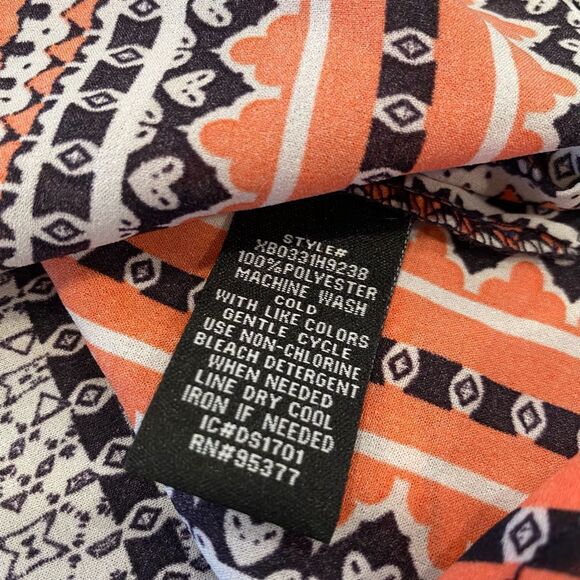 STYLE#
XB0331H9238
100%POLYESTER
MACHINE WASH
COLD
WITH LIKE COLORS
GENTLE CYCLE
USE NON-CHLORINE
BLEACH DETERGENT
WHEN NEEDED
LINE DRY COOL
IRON IF NEEDED
IC#DS1701
RN#95377